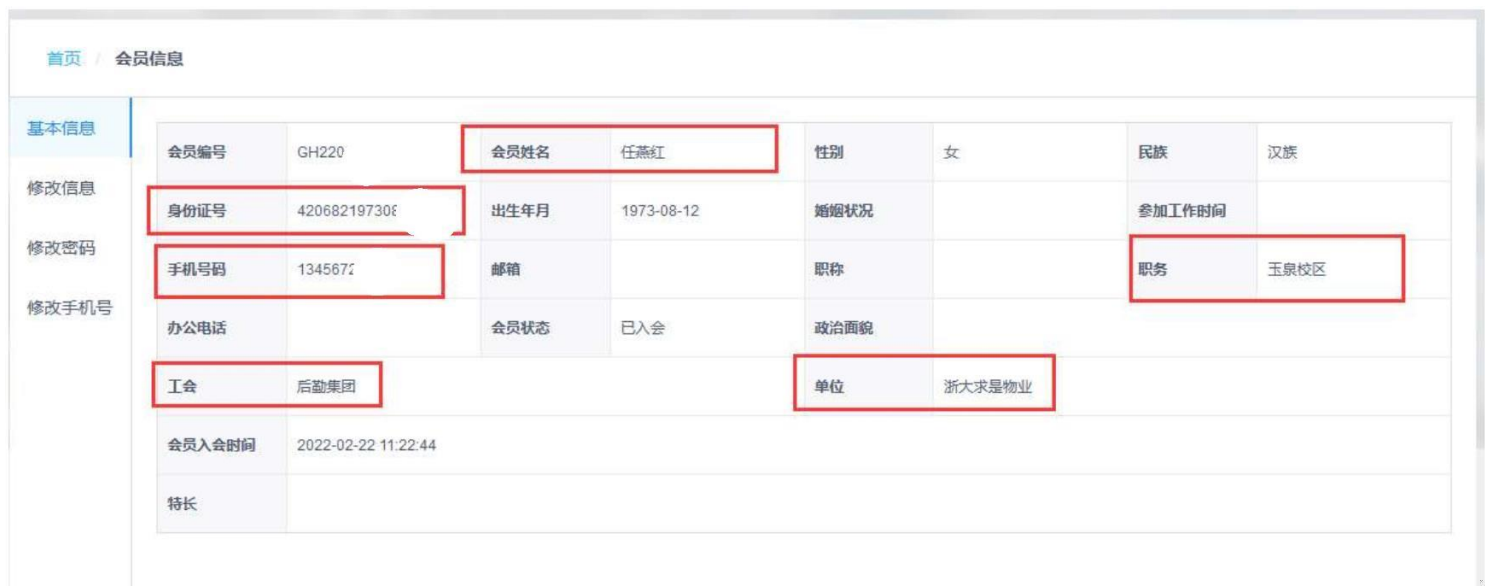 首页 / 会员信息
基本信息
修改信息
修改密码
修改手机号
会员编号 GH220 会员姓名 任燕红 性别 女 民族 汉族
身份证号 42068219730 出生年月 1973-08-12 婚姻状况 参加工作时间
手机号码 134567 邮箱 职称 职务 玉泉校区
办公电话 会员状态 已入会 政治面貌
工会 后勤集团 单位 浙大求是物业
会员入会时间 2022-02-22 11:22:44
特长